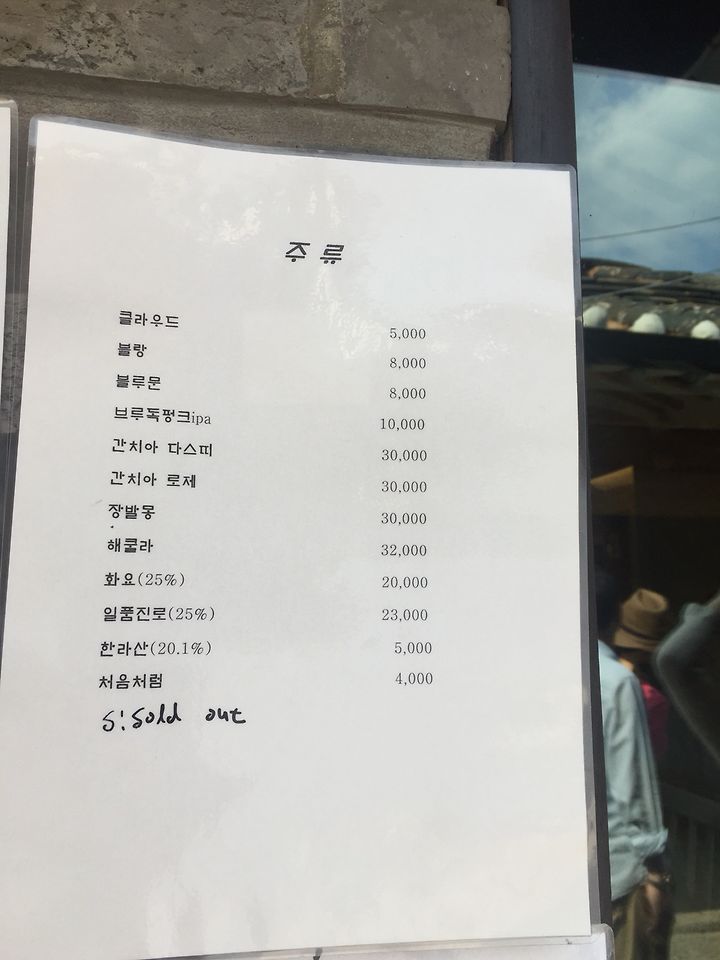 주류
클라우드 5,000
블랑 8,000
블루문 8,000
브루독펑크ipa 10,000
간치아 다스띠 30,000
간치아 로제 30,000
장발몽 30,000
해쿨라 32,000
화요(25%) 20,000
일품진로(25%) 23,000
한라산(20.1%) 5,000
처음처럼 4,000
S:Sold out